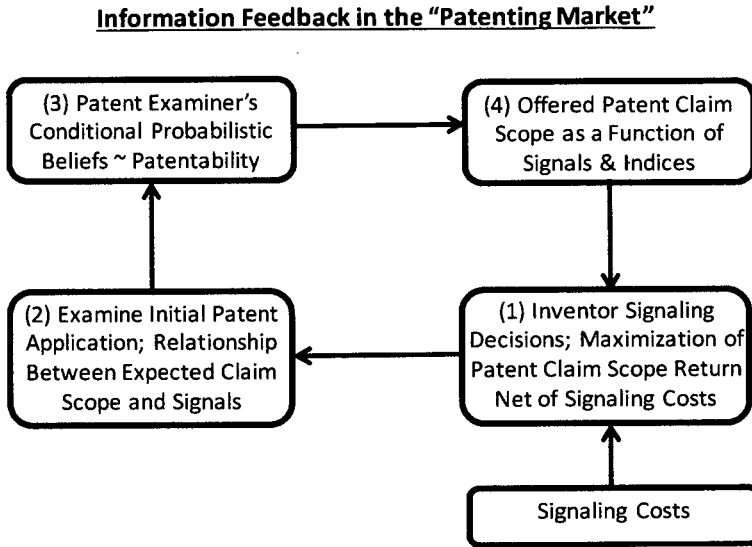 Information Feedback in the “Patenting Market”
(3) Patent Examiner’s
Conditional Probabilistic
Beliefs ~ Patentability
(4) Offered Patent Claim
Scope as a Function of
Signals & Indices
(2) Examine Initial Patent
Application; Relationship
Between Expected Claim
Scope and Signals
(1) Inventor Signaling
Decisions; Maximization of
Patent Claim Scope Return
Net of Signaling Costs
Signaling Costs